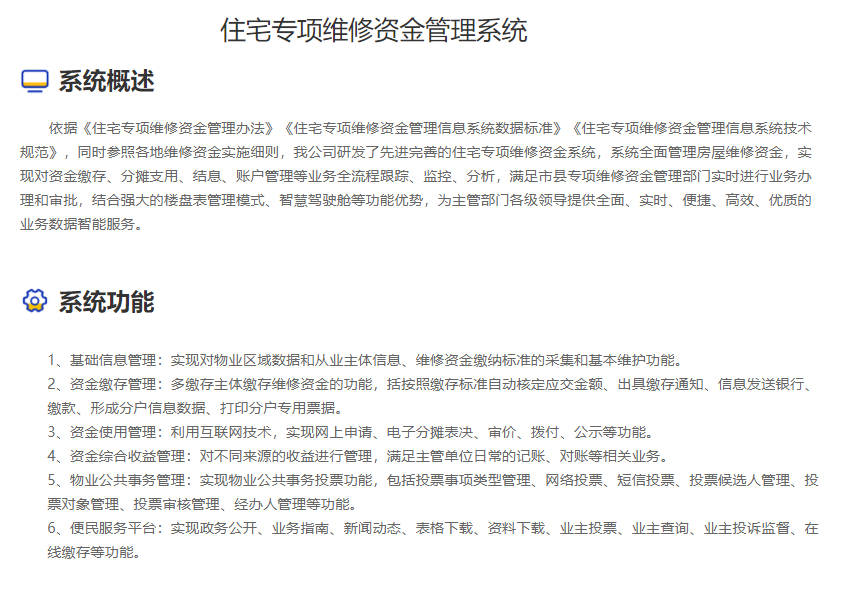 住宅专项维修资金管理系统
系统概述
依据《住宅专项维修资金管理办法》《住宅专项维修资金管理信息系统数据标准》《住宅专项维修资金管理信息系统技术
规范》，同时参照各地维修资金实施细则，我公司研发了先进完善的住宅专项维修资金系统，系统全面管理房屋维修资金，实
现对资金缴存、分摊支用、结息、账户管理等业务全流程跟踪、监控、分析，满足市县专项维修资金管理部门实时进行业务办
理和审批，结合强大的楼盘表管理模式、智慧驾驶舱等功能优势，为主管部门各级领导提供全面、实时、便捷、高效、优质的
业务数据智能服务。
系统功能
1、基础信息管理：实现对物业区域数据和从业主体信息、维修资金缴纳标准的采集和基本维护功能。
2、资金缴存管理：多缴存主体缴存维修资金的功能，括按照缴存标准自动核定应交金额、出具缴存通知、信息发送银行、
缴款、形成分户信息数据、打印分户专用票据。
3、资金使用管理：利用互联网技术，实现网上申请、电子分摊表决、审价、拨付、公示等功能。
4、资金综合收益管理：对不同来源的收益进行管理，满足主管单位日常的记账、对账等相关业务。
5、物业公共事务管理：实现物业公共事务投票功能，包括投票事项类型管理、网络投票、短信投票、投票候选人管理、投
票对象管理、投票审核管理、经办人管理等功能。
6、便民服务平台：实现政务公开、业务指南、新闻动态、表格下载、资料下载、业主投票、业主查询、业主投诉监督、在
线缴存等功能。